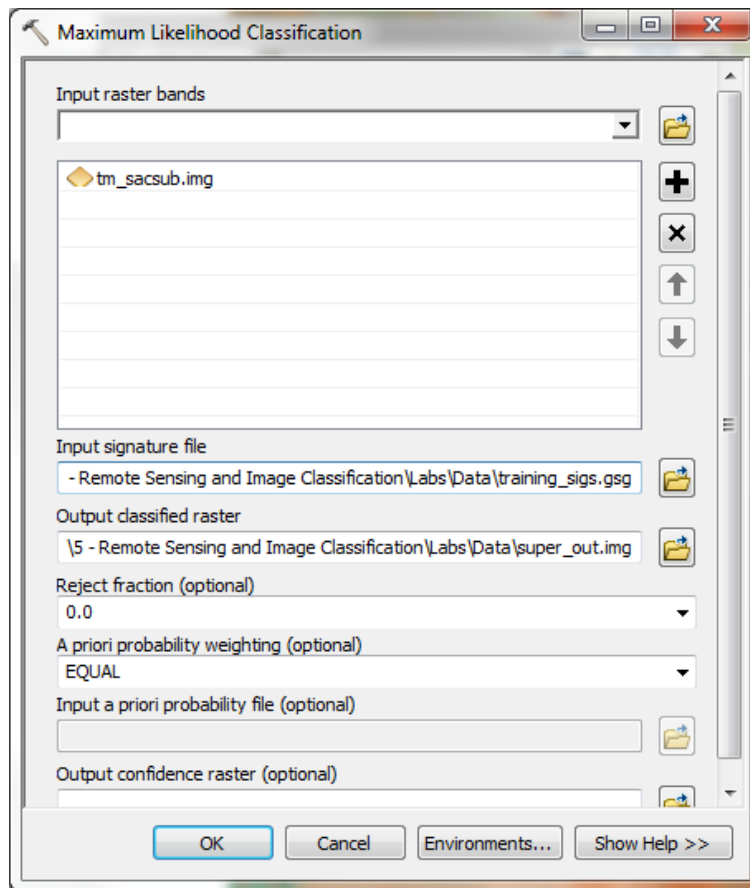 Maximum Likelihood Classification
Input raster bands
tm_sacsub.img
Input signature file
- Remote Sensing and Image Classification\Labs\Data\training_sigs.gsg
Output classified raster
\5 - Remote Sensing and Image Classification\Labs\Data\super_out.img
Reject fraction (optional)
0.0
A priori probability weighting (optional)
EQUAL
Input a priori probability file (optional)
Output confidence raster (optional)
OK Cancel Environments... Show Help >>